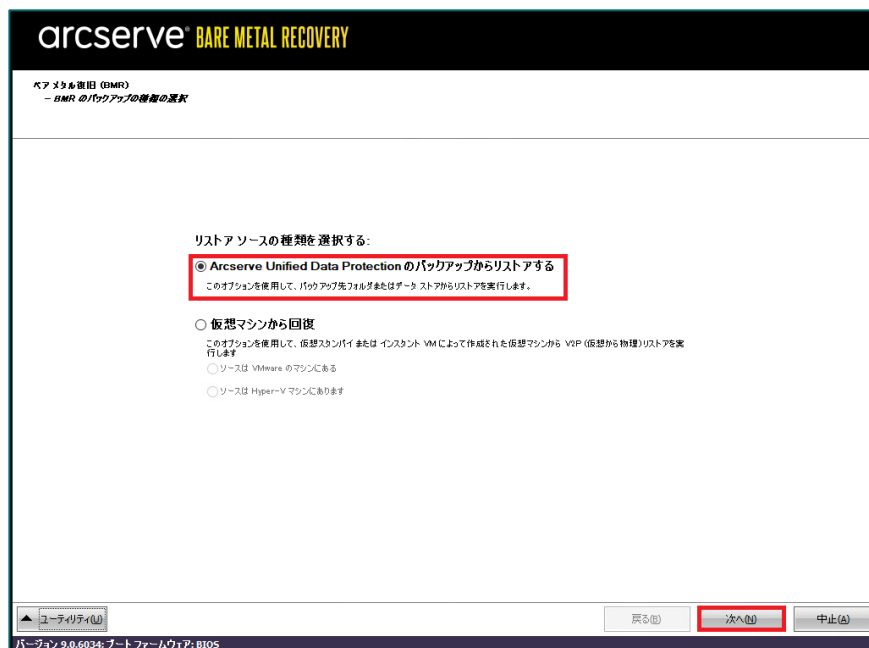 arcserve® BARE METAL RECOVERY
ベア メタル復旧 (BMR)
- BMR のバックアップの種類の選択
リストア ソースの種類を選択する:
Arcserve Unified Data Protection のバックアップからリストアする
このオプションを使用して、バックアップ先フォルダまたはデータ ストアからリストアを実行します。
仮想マシンから回復
このオプションを使用して、仮想スタンバイ または インスタント VM によって作成された仮想マシンから V2P (仮想から物理)リストアを実
行します
ソースは VMware のマシンにある
ソースは Hyper-V マシンにあります
ユーティリティ(U)
戻る(B)
次へ(N)
中止(A)
バージョン 9.0.6034: ブート ファームウェア: BIOS